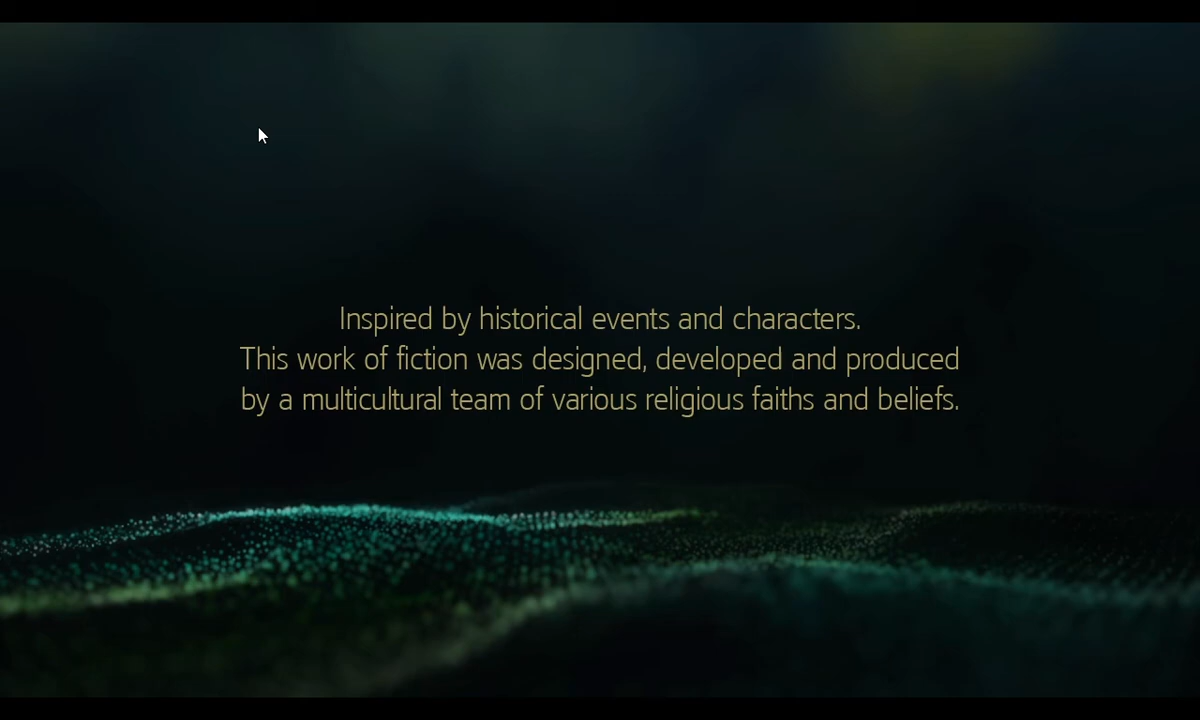 Inspired by historical events and characters.
This work of fiction was designed, developed and produced
by a multicultural team of various religious faiths and beliefs.